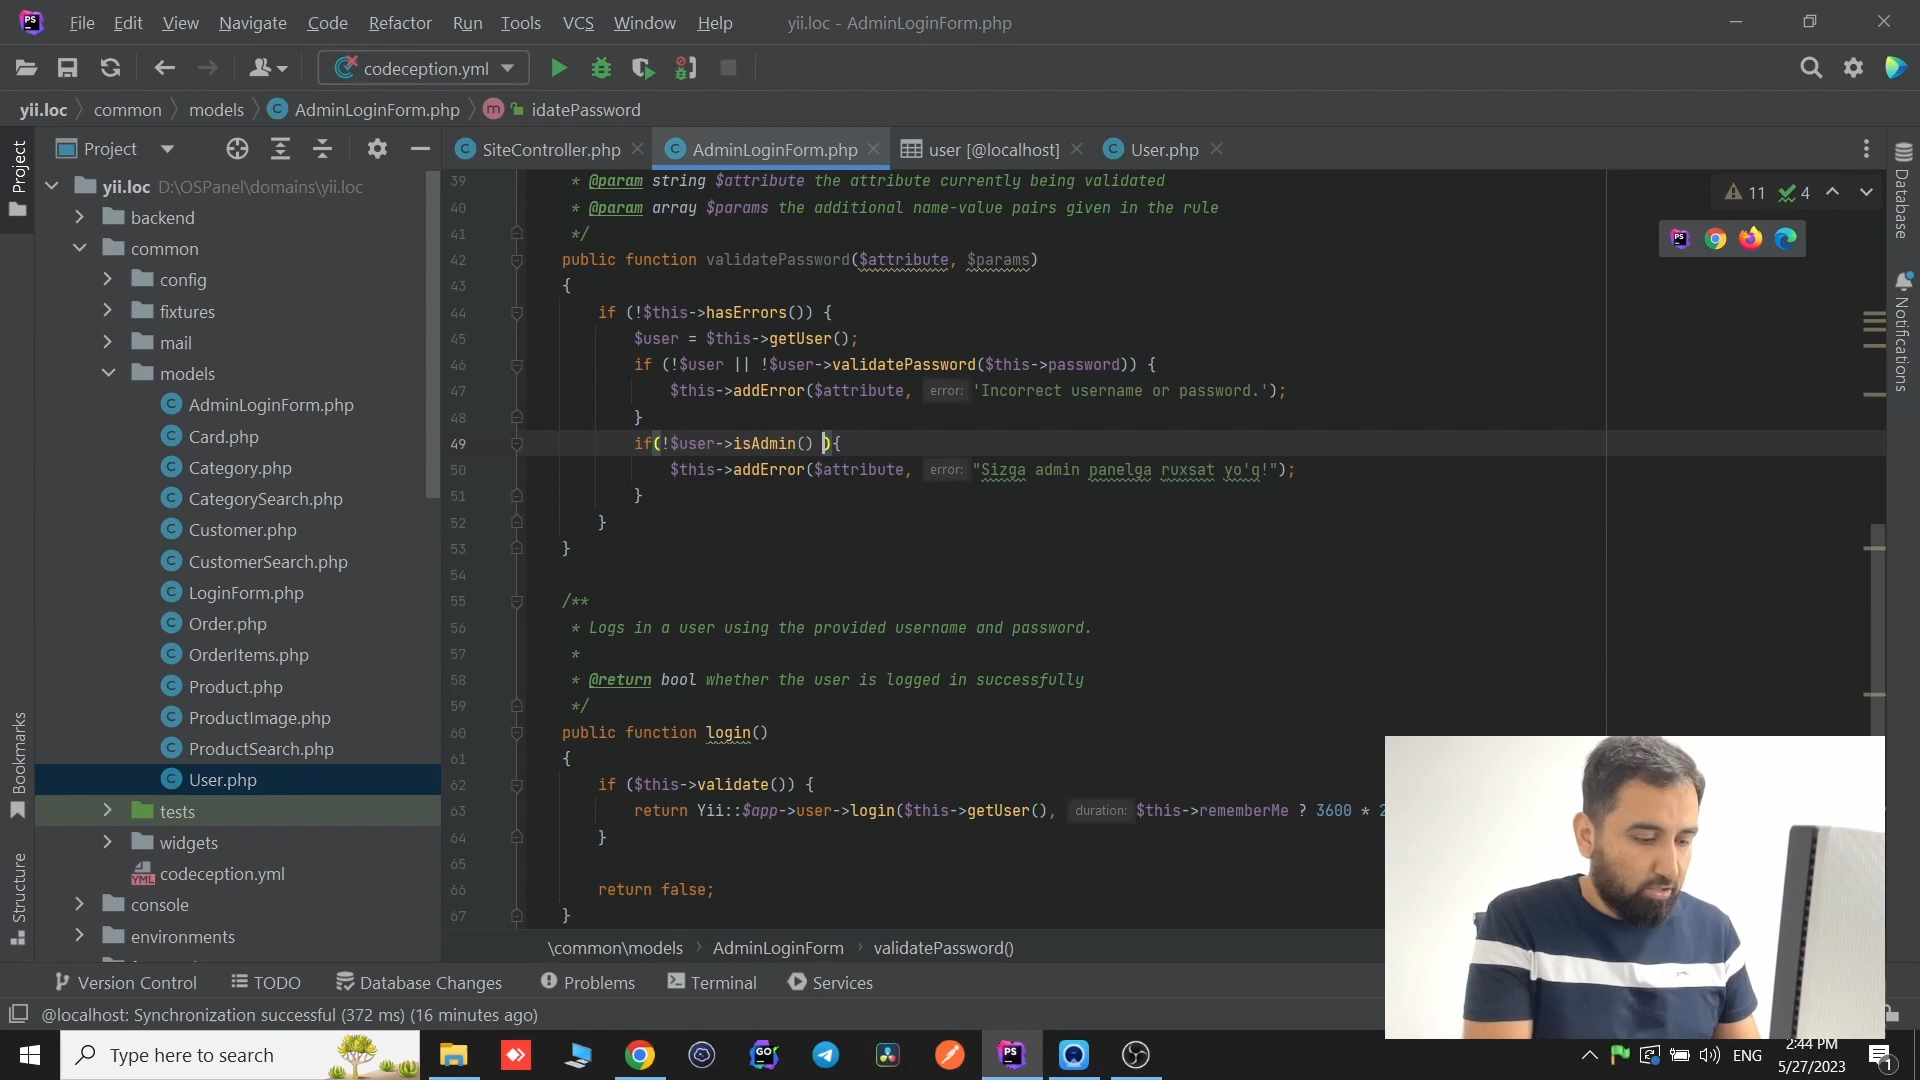 File Edit View Navigate Code Refactor Run Tools VCS Window Help yii.loc - AdminLoginForm.php
codeception.yml
yii.loc common models AdminLoginForm.php m idatePassword
Project
SiteController.php AdminLoginForm.php user [@localhost] User.php
yii.loc D:\OSPanel\domains\yii.loc
backend
common
config
fixtures
mail
models
AdminLoginForm.php
Card.php
Category.php
CategorySearch.php
Customer.php
CustomerSearch.php
LoginForm.php
Order.php
OrderItems.php
Product.php
ProductImage.php
ProductSearch.php
User.php
tests
widgets
codeception.yml
console
environments
Project
Bookmarks
Structure
39 * @param string $attribute the attribute currently being validated
40 * @param array $params the additional name-value pairs given in the rule
41 */
42 public function validatePassword($attribute, $params)
43 {
44 if (!$this->hasErrors()) {
45 $user = $this->getUser();
46 if (!$user || !$user->validatePassword($this->password)) {
47 $this->addError($attribute, error: 'Incorrect username or password.');
48 }
49 if(!$user->isAdmin() ){
50 $this->addError($attribute, error: "Sizga admin panelga ruxsat yo'q!");
51 }
52 }
53 }
54
55 /**
56 * Logs in a user using the provided username and password.
57 *
58 * @return bool whether the user is logged in successfully
59 */
60 public function login()
61 {
62 if ($this->validate()) {
63 return Yii::$app->user->login($this->getUser(), duration: $this->rememberMe ? 3600 * 2
64 }
65
66 return false;
67 }
11 4
Database
Notifications
\common\models AdminLoginForm validatePassword()
Version Control TODO Database Changes Problems Terminal Services
@localhost: Synchronization successful (372 ms) (16 minutes ago)
Type here to search
ENG
2:44 PM
5/27/2023
1